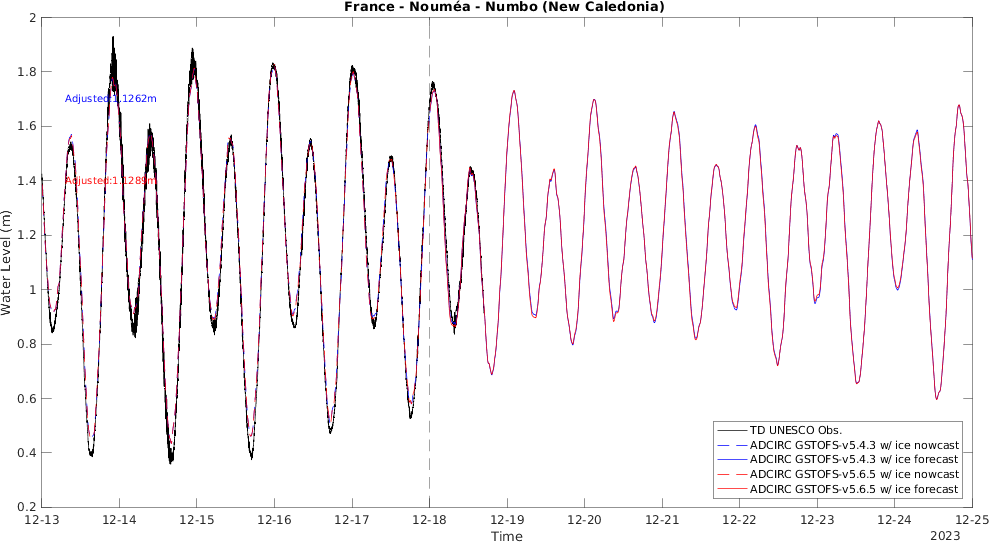 France - Nouméa - Numbo (New Caledonia)
2
1.8
1.6
1.4
1.2
1
0.8
0.6
0.4
0.2
Water Level (m)
Adjusted:1.1262m
Adjusted:1.1289m
TD UNESCO Obs.
ADCIRC GSTOFS-v5.4.3 w/ ice nowcast
ADCIRC GSTOFS-v5.4.3 w/ ice forecast
ADCIRC GSTOFS-v5.6.5 w/ ice nowcast
ADCIRC GSTOFS-v5.6.5 w/ ice forecast
12-13 12-14 12-15 12-16 12-17 12-18 12-19 12-20 12-21 12-22 12-23 12-24 12-25
Time
2023